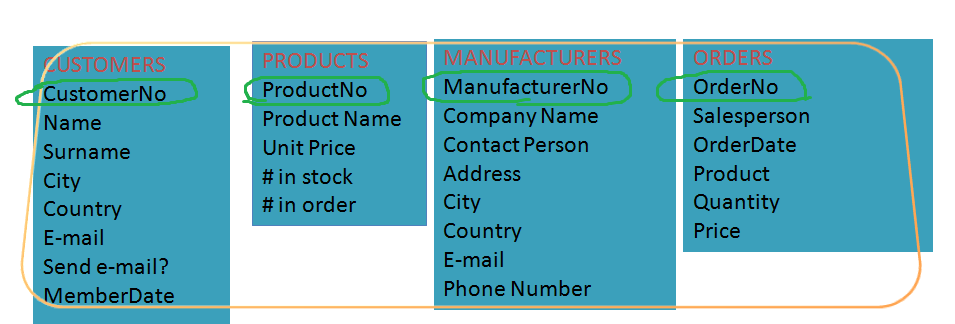 CUSTOMERS
CustomerNo
Name
Surname
City
Country
E-mail
Send e-mail?
MemberDate
PRODUCTS
ProductNo
Product Name
Unit Price
# in stock
# in order
MANUFACTURERS
ManufacturerNo
Company Name
Contact Person
Address
City
Country
E-mail
Phone Number
ORDERS
OrderNo
Salesperson
OrderDate
Product
Quantity
Price